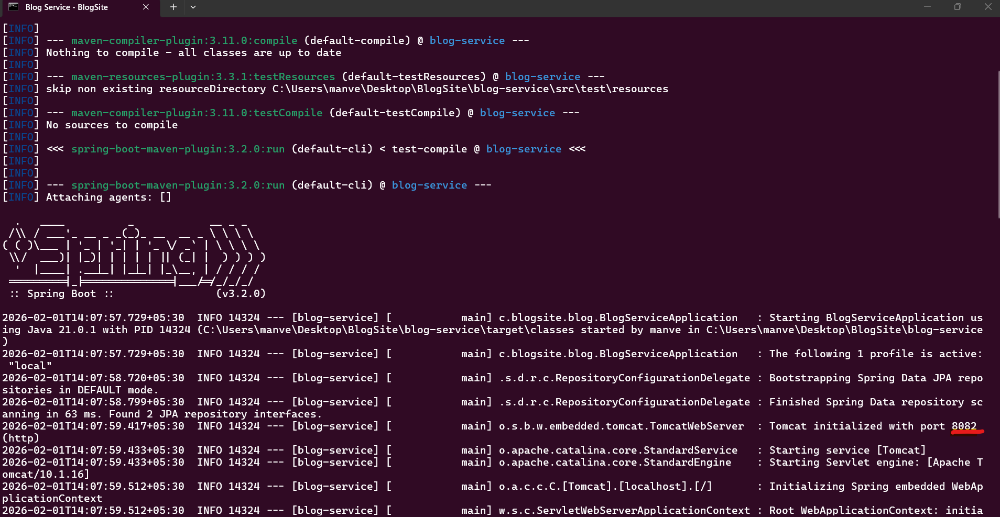 Blog Service - BlogSite
[INFO]
[INFO] --- maven-compiler-plugin:3.11.0:compile (default-compile) @ blog-service ---
[INFO] Nothing to compile - all classes are up to date
[INFO]
[INFO] --- maven-resources-plugin:3.3.1:testResources (default-testResources) @ blog-service ---
[INFO] skip non existing resourceDirectory C:\Users\manve\Desktop\BlogSite\blog-service\src\test\resources
[INFO]
[INFO] --- maven-compiler-plugin:3.11.0:testCompile (default-testCompile) @ blog-service ---
[INFO] No sources to compile
[INFO]
[INFO] <<< spring-boot-maven-plugin:3.2.0:run (default-cli) < test-compile @ blog-service <<<
[INFO]
[INFO]
[INFO] --- spring-boot-maven-plugin:3.2.0:run (default-cli) @ blog-service ---
[INFO] Attaching agents: []
  .   ____          _            __ _ _
 /\\ / ___'_ __ _ _(_)_ __  __ _ \ \ \ \
( ( )\___ | '_ | '_| | '_ \/ _` | \ \ \ \
 \\/  ___)| |_)| | | | | || (_| |  ) ) ) )
  '  |____| .__|_| |_|_| |_\__, | / / / /
 =========|_|==============|___/=/_/_/_/
 :: Spring Boot ::                (v3.2.0)
2026-02-01T14:07:57.729+05:30  INFO 14324 --- [blog-service] [           main] c.blogsite.blog.BlogServiceApplication   : Starting BlogServiceApplication us
ing Java 21.0.1 with PID 14324 (C:\Users\manve\Desktop\BlogSite\blog-service\target\classes started by manve in C:\Users\manve\Desktop\BlogSite\blog-service
)
2026-02-01T14:07:57.729+05:30  INFO 14324 --- [blog-service] [           main] c.blogsite.blog.BlogServiceApplication   : The following 1 profile is active:
 "local"
2026-02-01T14:07:58.720+05:30  INFO 14324 --- [blog-service] [           main] .s.d.r.c.RepositoryConfigurationDelegate : Bootstrapping Spring Data JPA repo
sitories in DEFAULT mode.
2026-02-01T14:07:58.799+05:30  INFO 14324 --- [blog-service] [           main] .s.d.r.c.RepositoryConfigurationDelegate : Finished Spring Data repository sc
anning in 63 ms. Found 2 JPA repository interfaces.
2026-02-01T14:07:59.417+05:30  INFO 14324 --- [blog-service] [           main] o.s.b.w.embedded.tomcat.TomcatWebServer  : Tomcat initialized with port 8082
(http)
2026-02-01T14:07:59.433+05:30  INFO 14324 --- [blog-service] [           main] o.apache.catalina.core.StandardService   : Starting service [Tomcat]
2026-02-01T14:07:59.433+05:30  INFO 14324 --- [blog-service] [           main] o.apache.catalina.core.StandardEngine    : Starting Servlet engine: [Apache T
omcat/10.1.16]
2026-02-01T14:07:59.512+05:30  INFO 14324 --- [blog-service] [           main] o.a.c.c.C.[Tomcat].[localhost].[/]       : Initializing Spring embedded WebAp
plicationContext
2026-02-01T14:07:59.512+05:30  INFO 14324 --- [blog-service] [           main] w.s.c.ServletWebServerApplicationContext : Root WebApplicationContext: initia